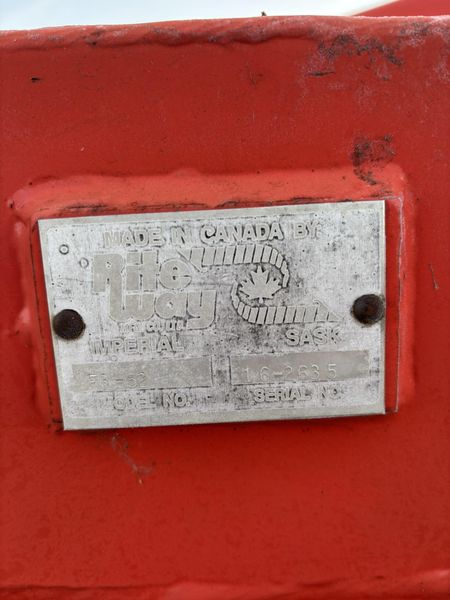 MADE IN CANADA BY:
Rite
Way
IMPERIAL SASK
16-2635
MODEL NO. SERIAL NO.